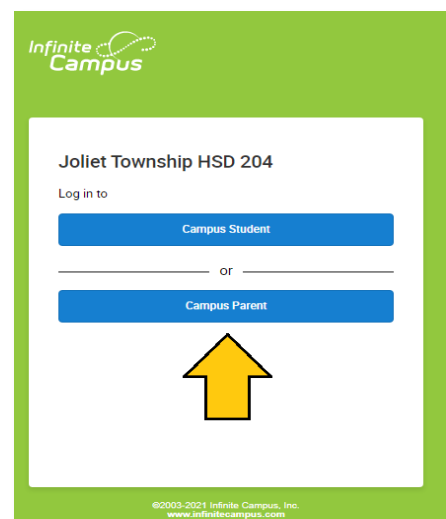 Infinite
Campus
Joliet Township HSD 204
Log in to
Campus Student
or
Campus Parent
©2003-2021 Infinite Campus, Inc.
www.infinitecampus.com